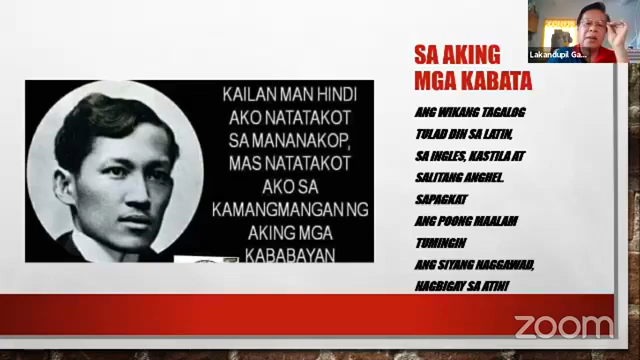 KAILAN MAN HINDI
AKO NATATAKOT
SA MANANAKOP,
MAS NATATAKOT
AKO SA
KAMANGMANGAN NG
AKING MGA
KABABAYAN
SA AKING
MGA KABATA
ANG WIKANG TAGALOG
TULAD DIN SA LATIN,
SA INGLES, KASTILA AT
SALITANG ANGHEL.
SAPAGKAT
ANG POONG MAALAM
TUMINGIN
ANG SIYANG NAGGAWAD,
NAGBIGAY SA ATIN!
Lakandupil Ga...
zoom